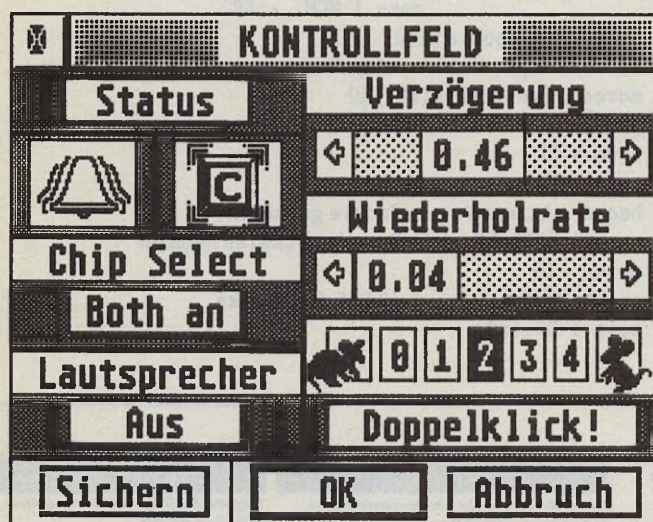 KONTROLLFELD
Status
Verzögerung
0.46
C
Wiederholrate
Chip Select
0.04
Both an
0 1 2 3 4
Lautsprecher
Aus
Doppelklick!
Sichern OK Abbruch